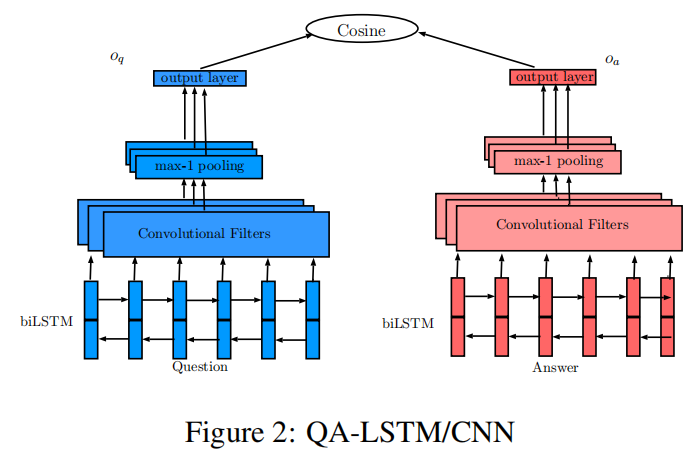 Cosine
o_q
o_a
output layer
output layer
max-1 pooling
max-1 pooling
Convolutional Filters
Convolutional Filters
biLSTM
biLSTM
Question
Answer
Figure 2: QA-LSTM/CNN